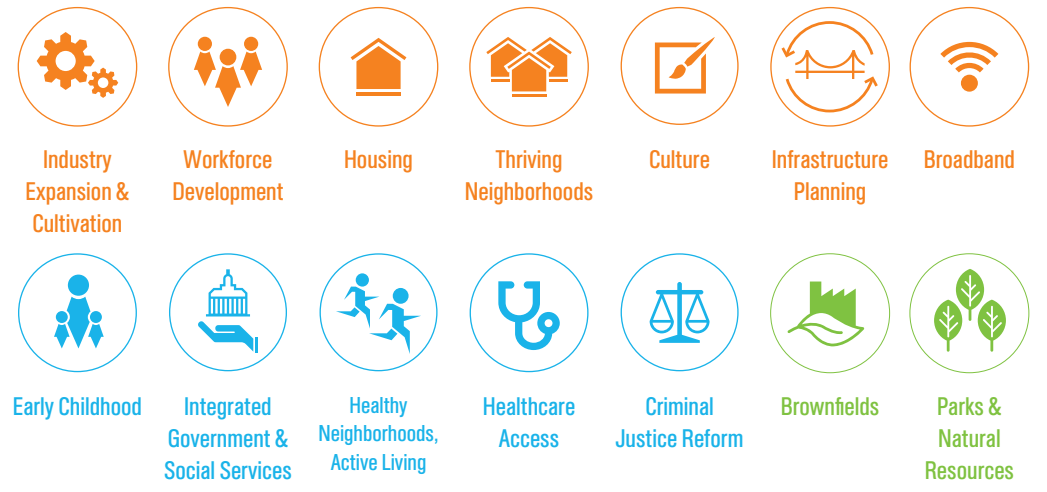 Industry
Expansion &
Cultivation
Workforce
Development
Housing
Thriving
Neighborhoods
Culture
Infrastructure
Planning
Broadband
Early Childhood
Integrated
Government &
Social Services
Healthy
Neighborhoods,
Active Living
Healthcare
Access
Criminal
Justice Reform
Brownfields
Parks &
Natural
Resources